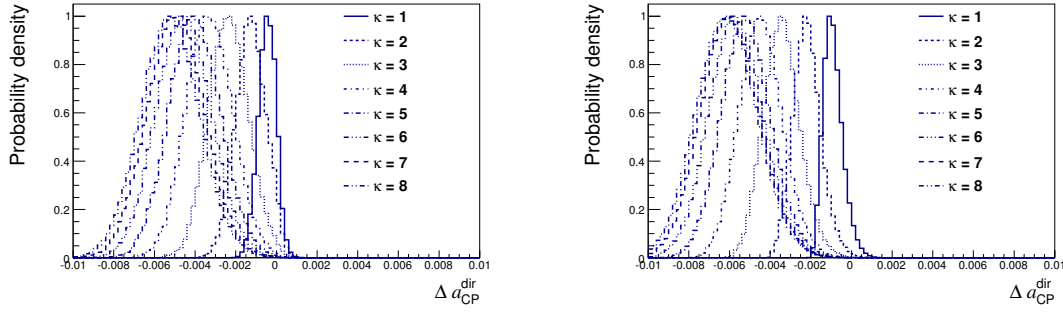 Probability density
1
0.8
0.6
0.4
0.2
0
κ = 1
κ = 2
κ = 3
κ = 4
κ = 5
κ = 6
κ = 7
κ = 8
-0.01 -0.008 -0.006 -0.004 -0.002 0 0.002 0.004 0.006 0.008 0.01
Δ a^dir_CP
Probability density
1
0.8
0.6
0.4
0.2
0
κ = 1
κ = 2
κ = 3
κ = 4
κ = 5
κ = 6
κ = 7
κ = 8
-0.01 -0.008 -0.006 -0.004 -0.002 0 0.002 0.004 0.006 0.008 0.01
Δ a^dir_CP